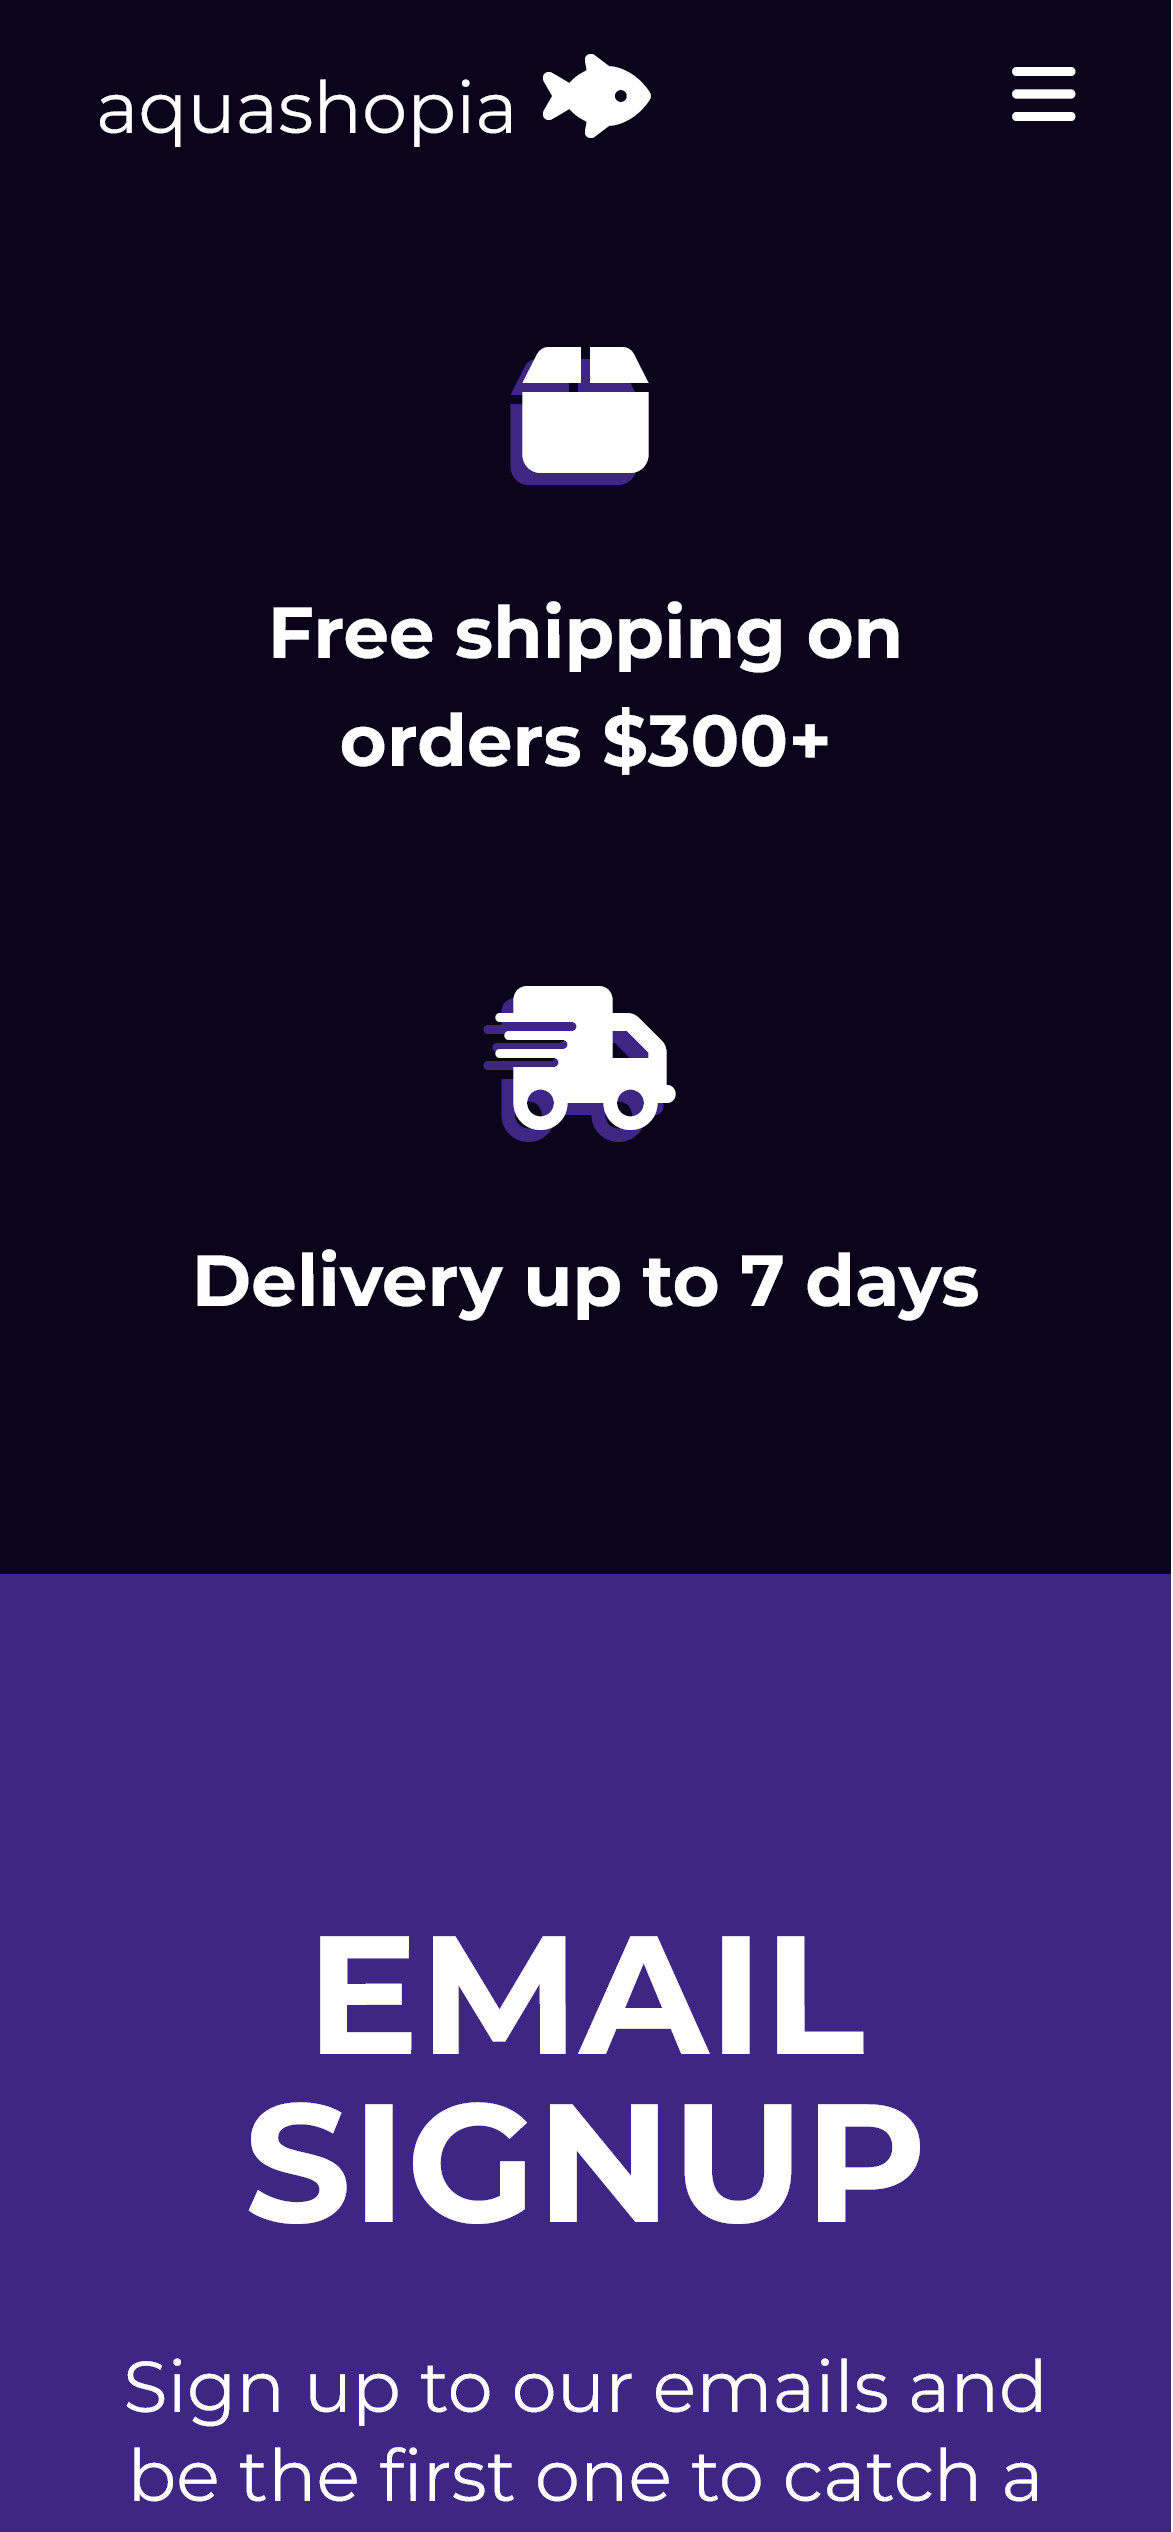 aquashopia
Free shipping on
orders $300+
Delivery up to 7 days
EMAIL
SIGNUP
Sign up to our emails and
be the first one to catch a